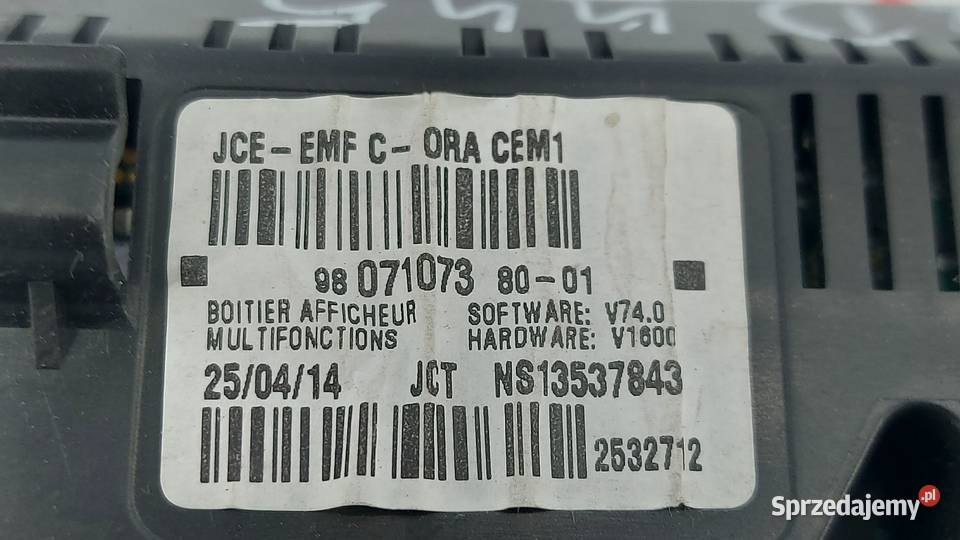 JCE-EMF C-ORA CEM1
98 071073 80-01
BOITIER AFFICHEUR SOFTWARE: V74.0
MULTIFONCTIONS HARDWARE: V1600
25/04/14 JCT NS13537843
2532712
Sprzedajemy.pl